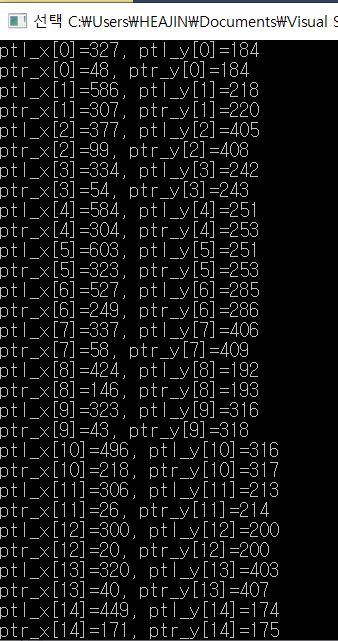 선택 C:₩Users₩HEAJIN₩Documents₩Visual S
ptl_x[0]=327, ptl_y[0]=184
ptr_x[0]=48, ptr_y[0]=184
ptl_x[1]=586, ptl_y[1]=218
ptr_x[1]=307, ptr_y[1]=220
ptl_x[2]=377, ptl_y[2]=405
ptr_x[2]=99, ptr_y[2]=408
ptl_x[3]=334, ptl_y[3]=242
ptr_x[3]=54, ptr_y[3]=243
ptl_x[4]=584, ptl_y[4]=251
ptr_x[4]=304, ptr_y[4]=253
ptl_x[5]=603, ptl_y[5]=251
ptr_x[5]=323, ptr_y[5]=253
ptl_x[6]=527, ptl_y[6]=285
ptr_x[6]=249, ptr_y[6]=286
ptl_x[7]=337, ptl_y[7]=406
ptr_x[7]=58, ptr_y[7]=409
ptl_x[8]=424, ptl_y[8]=192
ptr_x[8]=146, ptr_y[8]=193
ptl_x[9]=323, ptl_y[9]=316
ptr_x[9]=43, ptr_y[9]=318
ptl_x[10]=496, ptl_y[10]=316
ptr_x[10]=218, ptr_y[10]=317
ptl_x[11]=306, ptl_y[11]=213
ptr_x[11]=26, ptr_y[11]=214
ptl_x[12]=300, ptl_y[12]=200
ptr_x[12]=20, ptr_y[12]=200
ptl_x[13]=320, ptl_y[13]=403
ptr_x[13]=40, ptr_y[13]=407
ptl_x[14]=449, ptl_y[14]=174
ptr_x[14]=171, ptr_y[14]=175